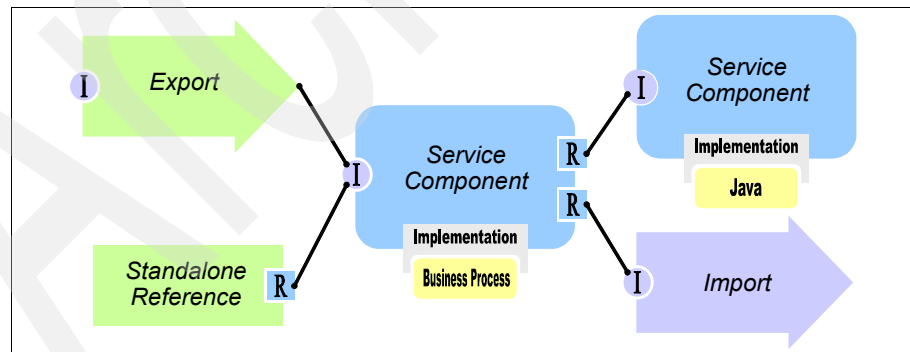 I
Export
Standalone
Reference
R
I
Service
Component
R
R
Implementation
Business Process
I
Service
Component
Implementation
Java
I
Import